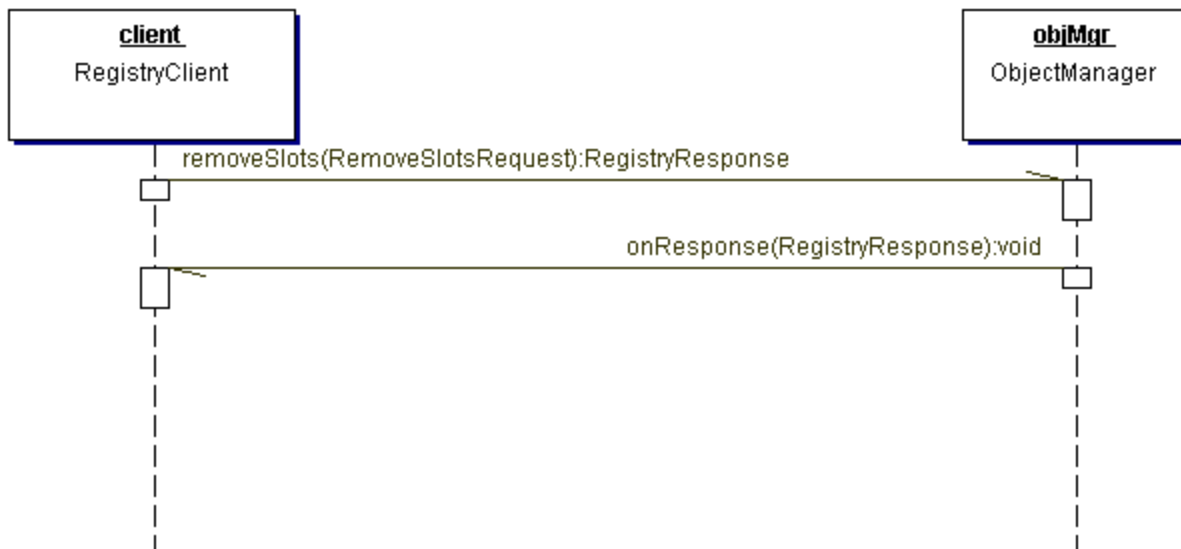 client
RegistryClient
objMgr
ObjectManager
removeSlots(RemoveSlotsRequest):RegistryResponse
onResponse(RegistryResponse):void